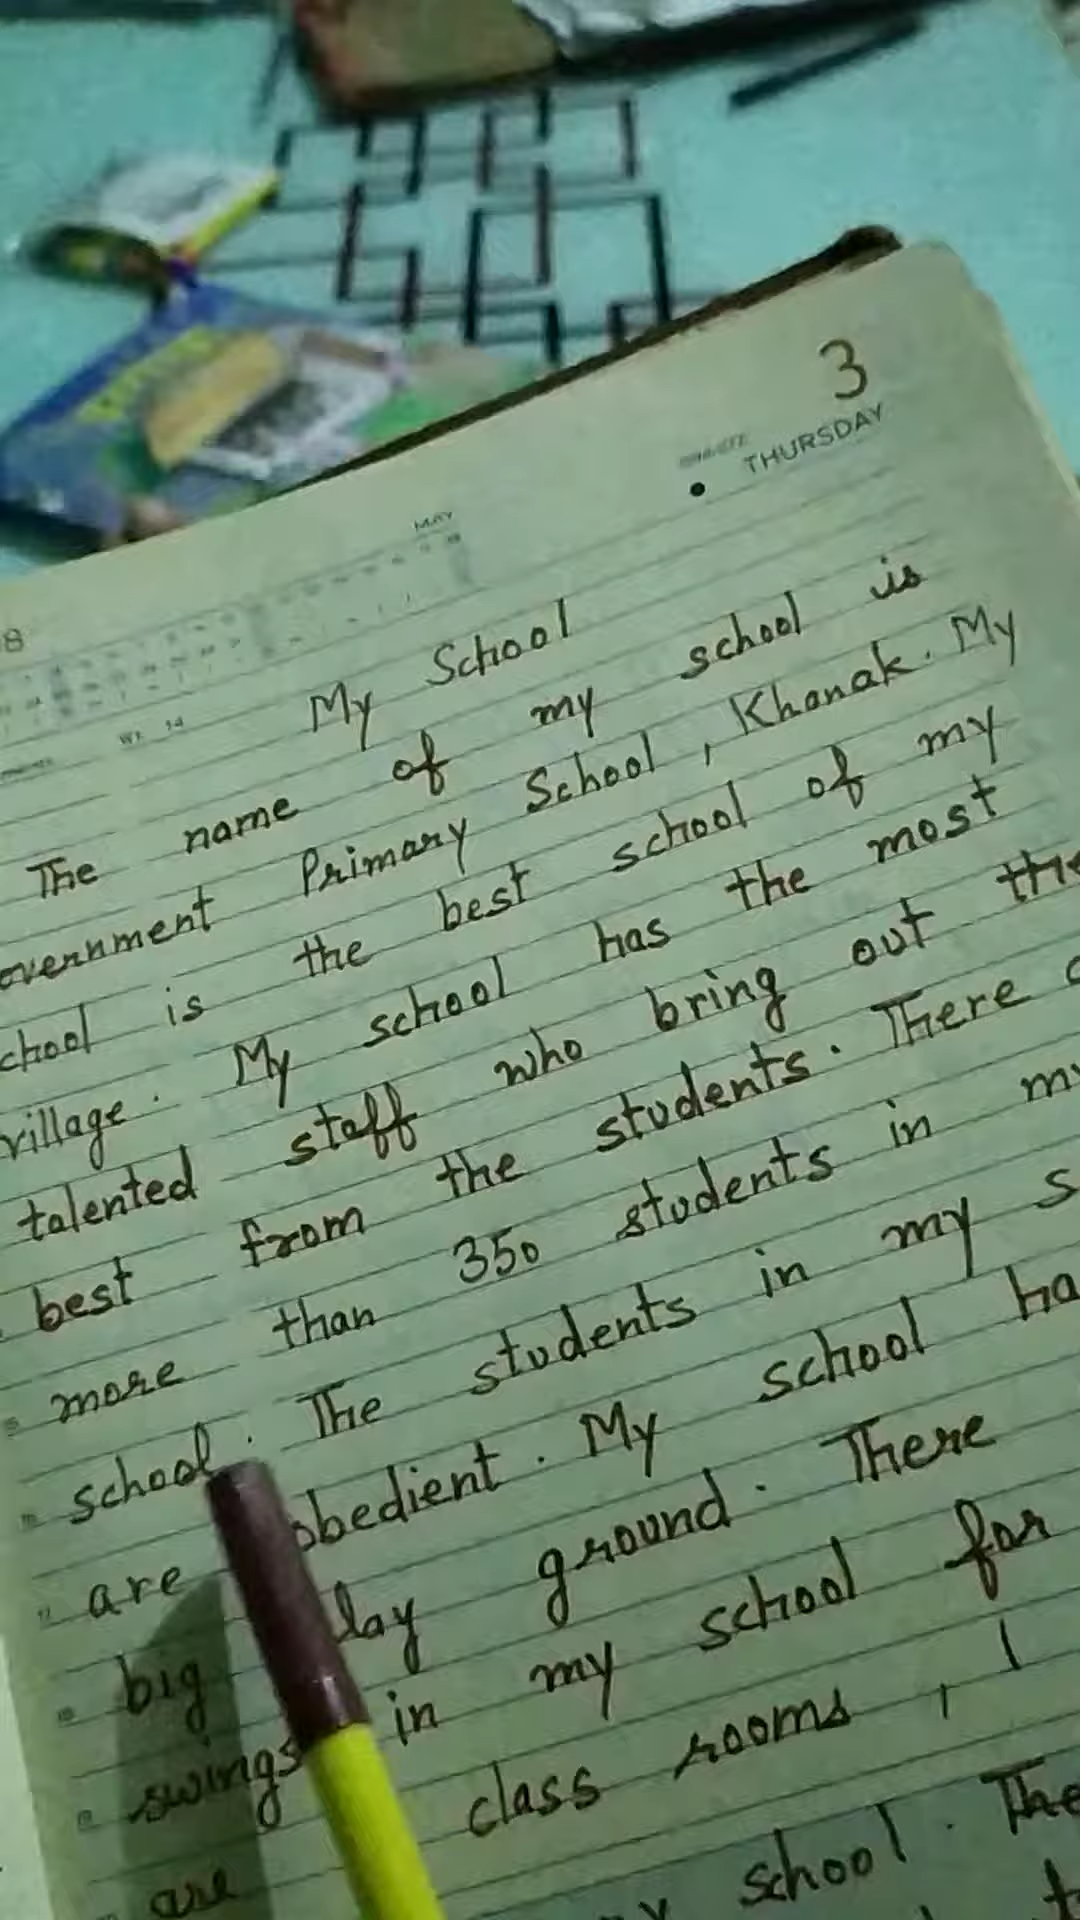 3
THURSDAY
MAY
My School
The name of my school is
overnment Primary School, Khanak. My
chool is the best school of my
village. My school has the most
talented staff who bring out the
best from the students. There
more than 350 students in my
school. The students in my s
are obedient. My school ha
big lay ground. There
swings in my school for
are class rooms, 1
y school. The